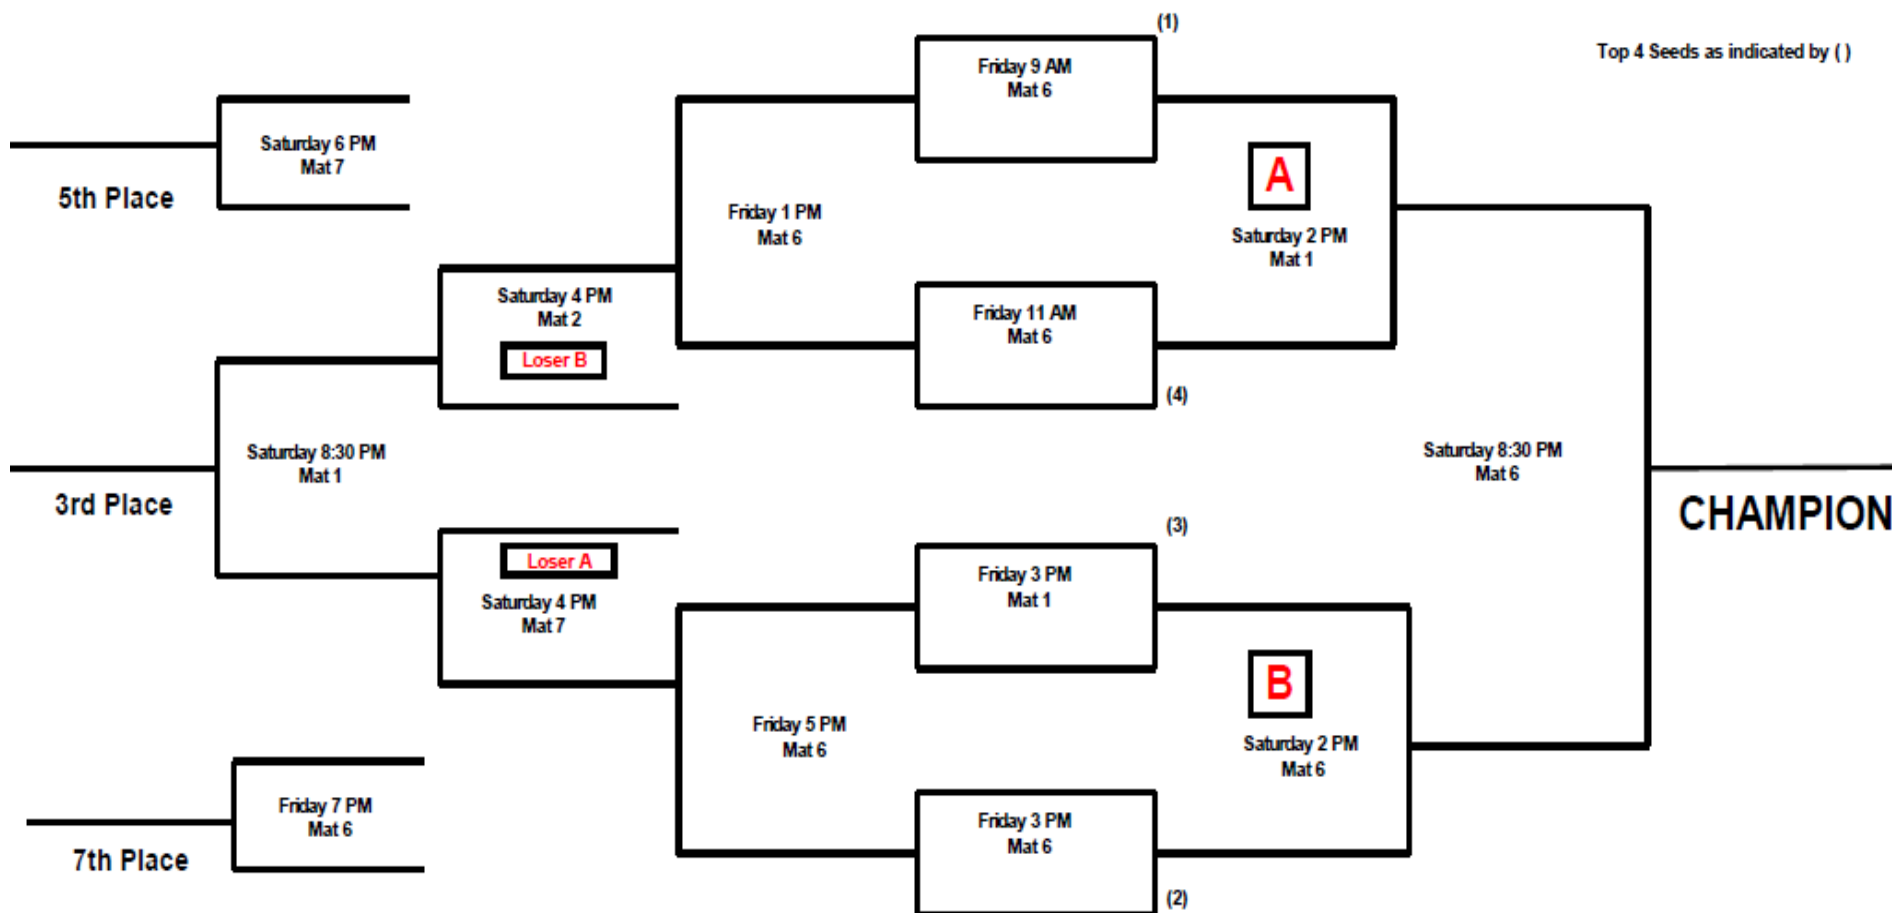 (1)
Top 4 Seeds as indicated by ( )
Friday 9 AM
Mat 6
Saturday 6 PM
Mat 7
5th Place
A
Friday 1 PM
Mat 6
Saturday 2 PM
Mat 1
Saturday 4 PM
Mat 2
Loser B
Friday 11 AM
Mat 6
(4)
Saturday 8:30 PM
Mat 1
3rd Place
Saturday 8:30 PM
Mat 6
CHAMPION
(3)
Loser A
Saturday 4 PM
Mat 7
Friday 3 PM
Mat 1
B
Friday 5 PM
Mat 6
Saturday 2 PM
Mat 6
Friday 7 PM
Mat 6
7th Place
Friday 3 PM
Mat 6
(2)